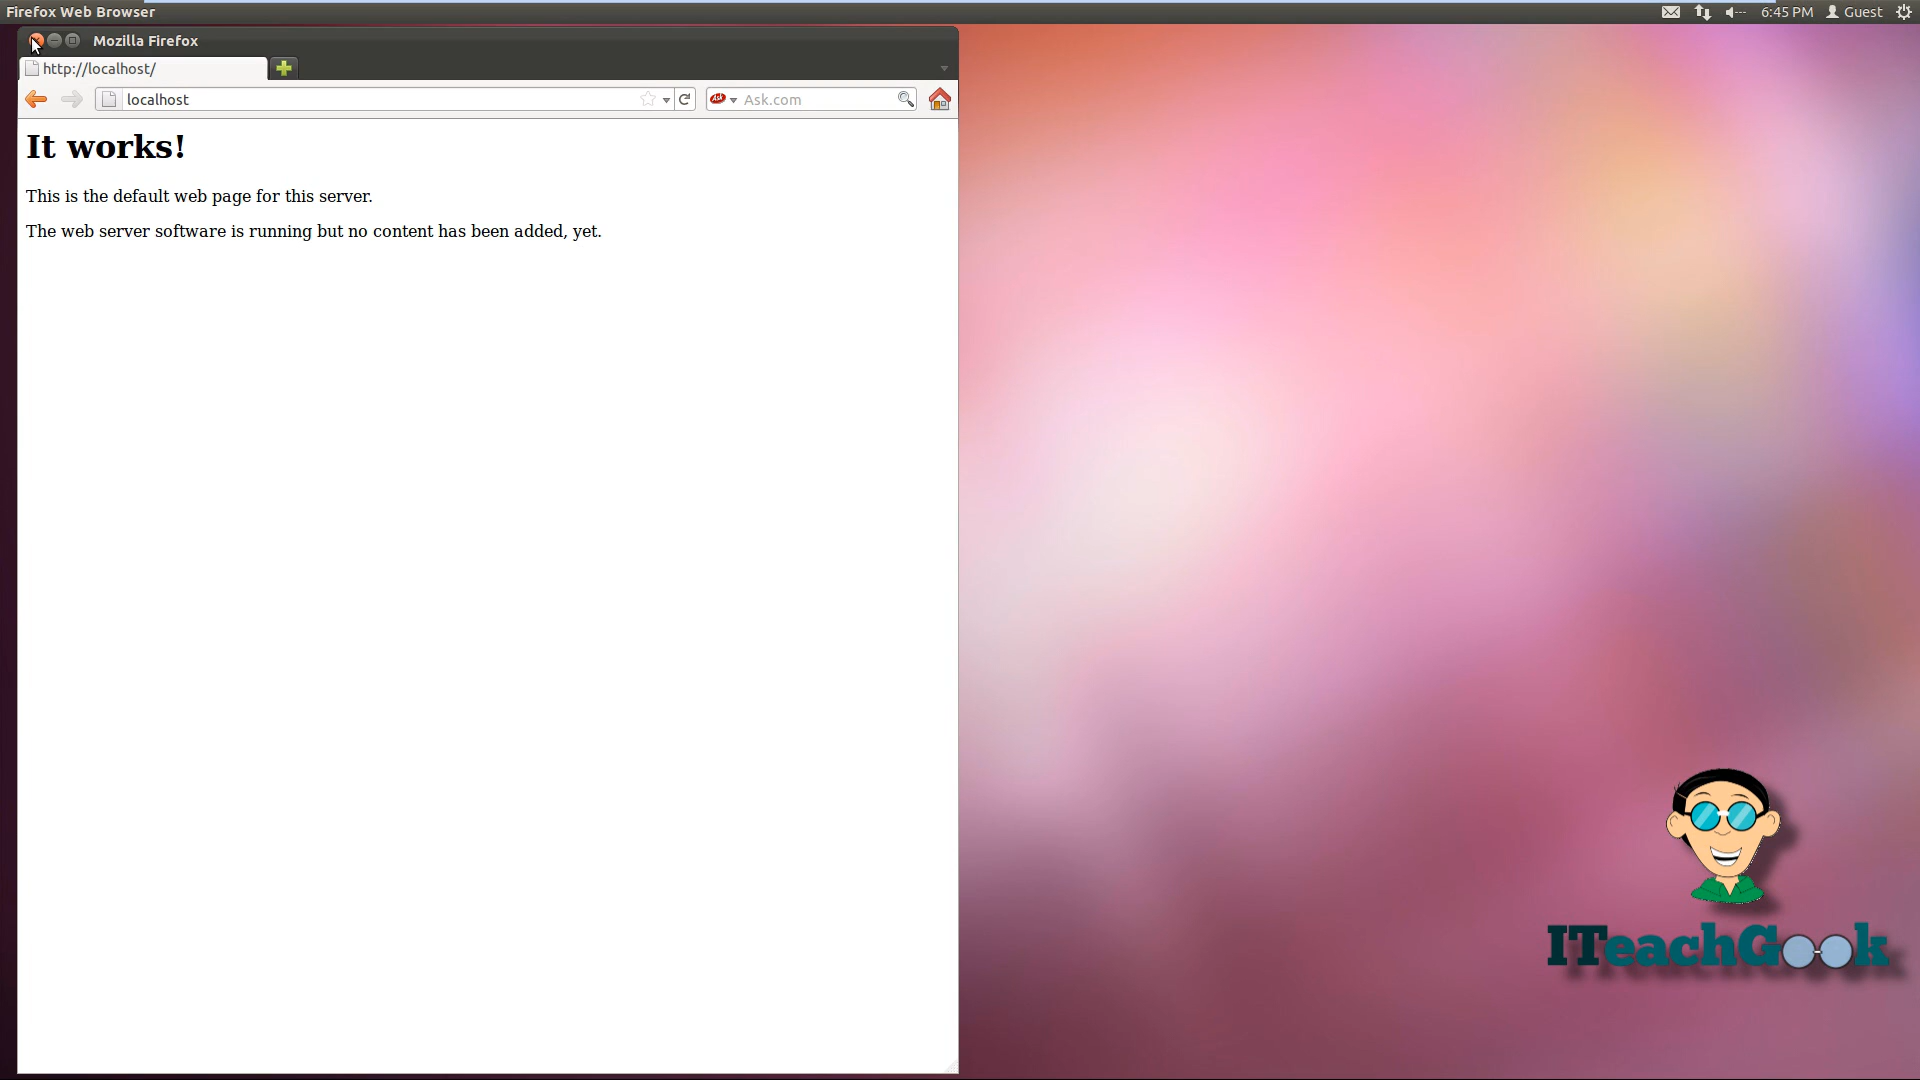 Firefox Web Browser
6:45 PM Guest
Mozilla Firefox
http://localhost/
localhost
Ask
Ask.com
It works!
This is the default web page for this server.
The web server software is running but no content has been added, yet.
ITeachGook